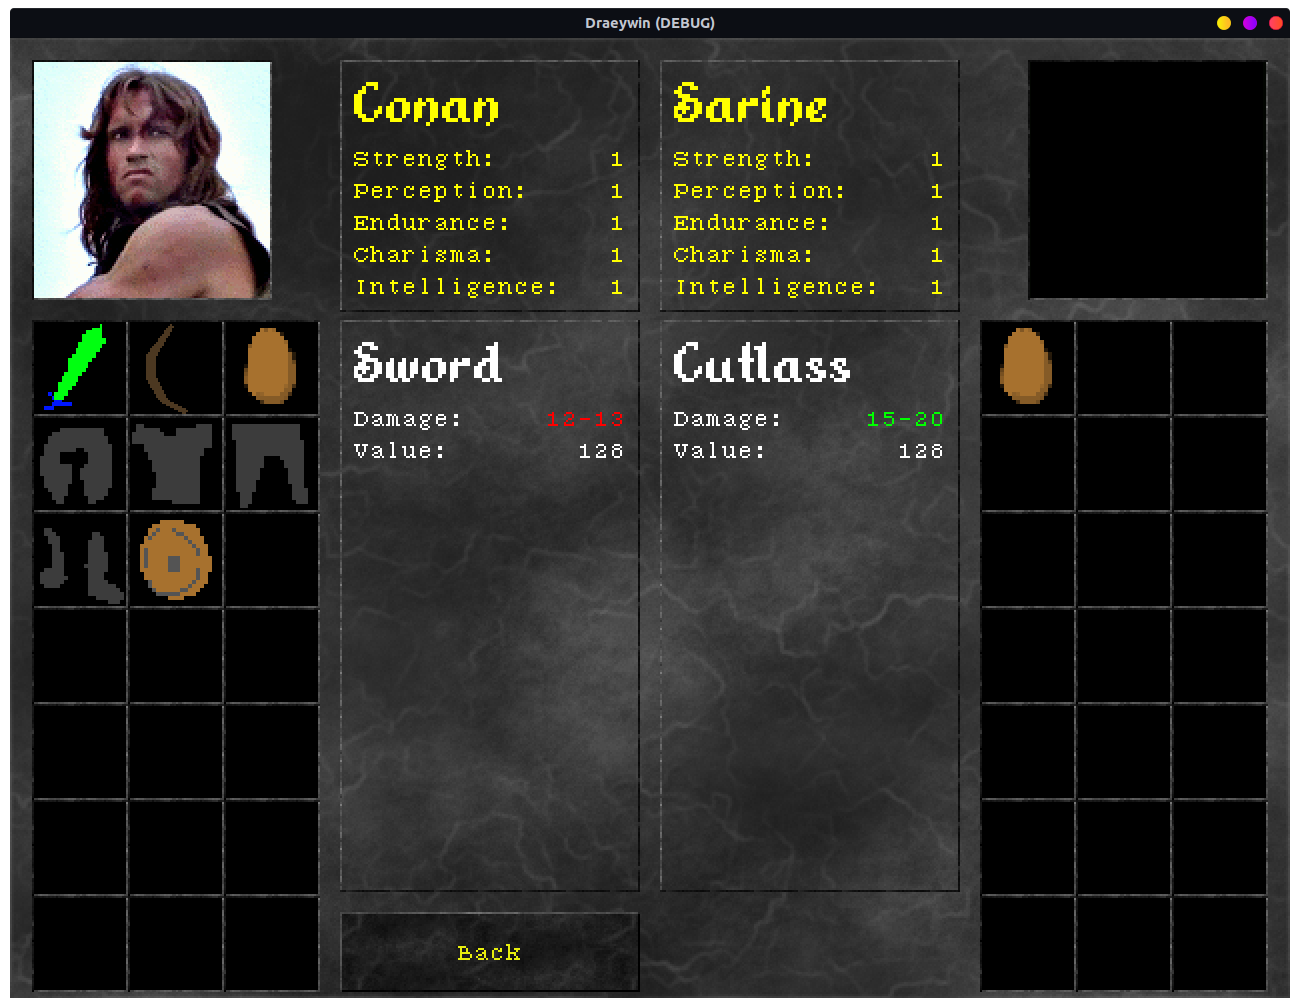 Draeywin (DEBUG)
Conan
Strength: 1
Perception: 1
Endurance: 1
Charisma: 1
Intelligence: 1
Sarine
Strength: 1
Perception: 1
Endurance: 1
Charisma: 1
Intelligence: 1
Sword
Damage: 12-13
Value: 128
Cutlass
Damage: 15-20
Value: 128
Back